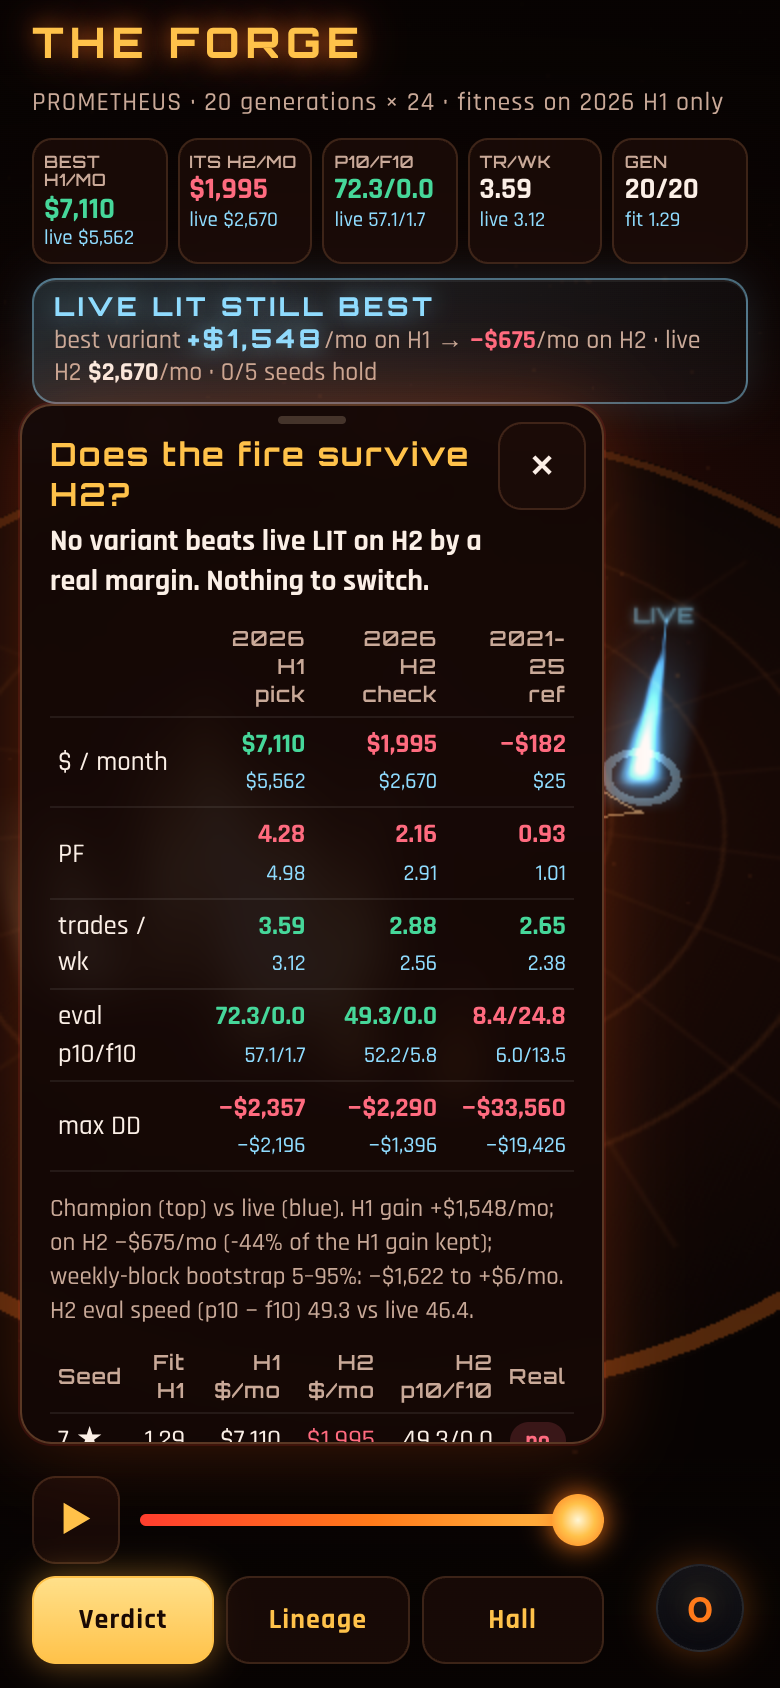 THE FORGE
PROMETHEUS · 20 generations × 24 · fitness on 2026 H1 only
BEST H1/MO
$7,110
live $5,562
ITS H2/MO
$1,995
live $2,670
P10/F10
72.3/0.0
live 57.1/1.7
TR/WK
3.59
live 3.12
GEN
20/20
fit 1.29
LIVE LIT STILL BEST
best variant +$1,548/mo on H1 → −$675/mo on H2 · live
H2 $2,670/mo · 0/5 seeds hold
Does the fire survive
H2?
×
No variant beats live LIT on H2 by a
real margin. Nothing to switch.
2026 H1 pick
2026 H2 check
2021-25 ref
$ / month
$7,110 $1,995 −$182
$5,562 $2,670 $25
PF
4.28 2.16 0.93
4.98 2.91 1.01
trades / wk
3.59 2.88 2.65
3.12 2.56 2.38
eval p10/f10
72.3/0.0 49.3/0.0 8.4/24.8
57.1/1.7 52.2/5.8 6.0/13.5
max DD
−$2,357 −$2,290 −$33,560
−$2,196 −$1,396 −$19,426
Champion (top) vs live (blue). H1 gain +$1,548/mo;
on H2 −$675/mo (-44% of the H1 gain kept);
weekly-block bootstrap 5–95%: −$1,622 to +$6/mo.
H2 eval speed (p10 − f10) 49.3 vs live 46.4.
Seed Fit H1 H1 $/mo H2 $/mo H2 p10/f10 Real
7 ★ 1.29 $7,110 $1,995 49.3/0.0 no
LIVE
Verdict
Lineage
Hall
O